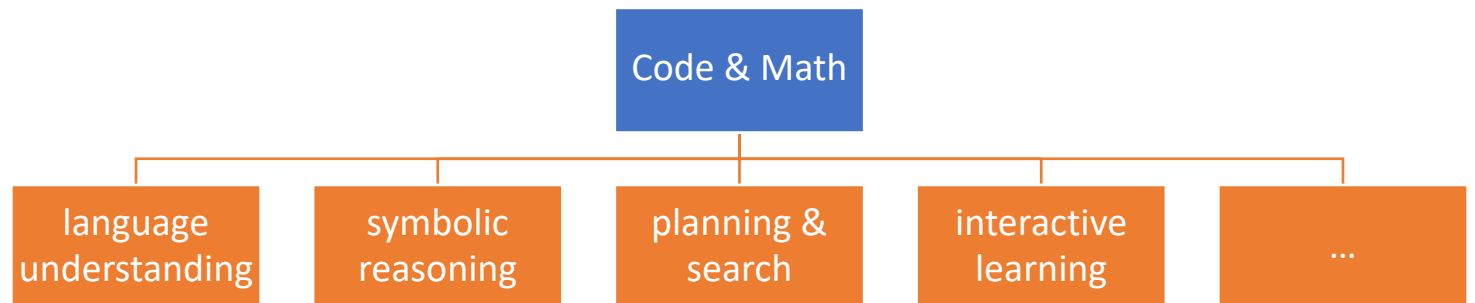 Code & Math
language
understanding
symbolic
reasoning
planning &
search
interactive
learning
...